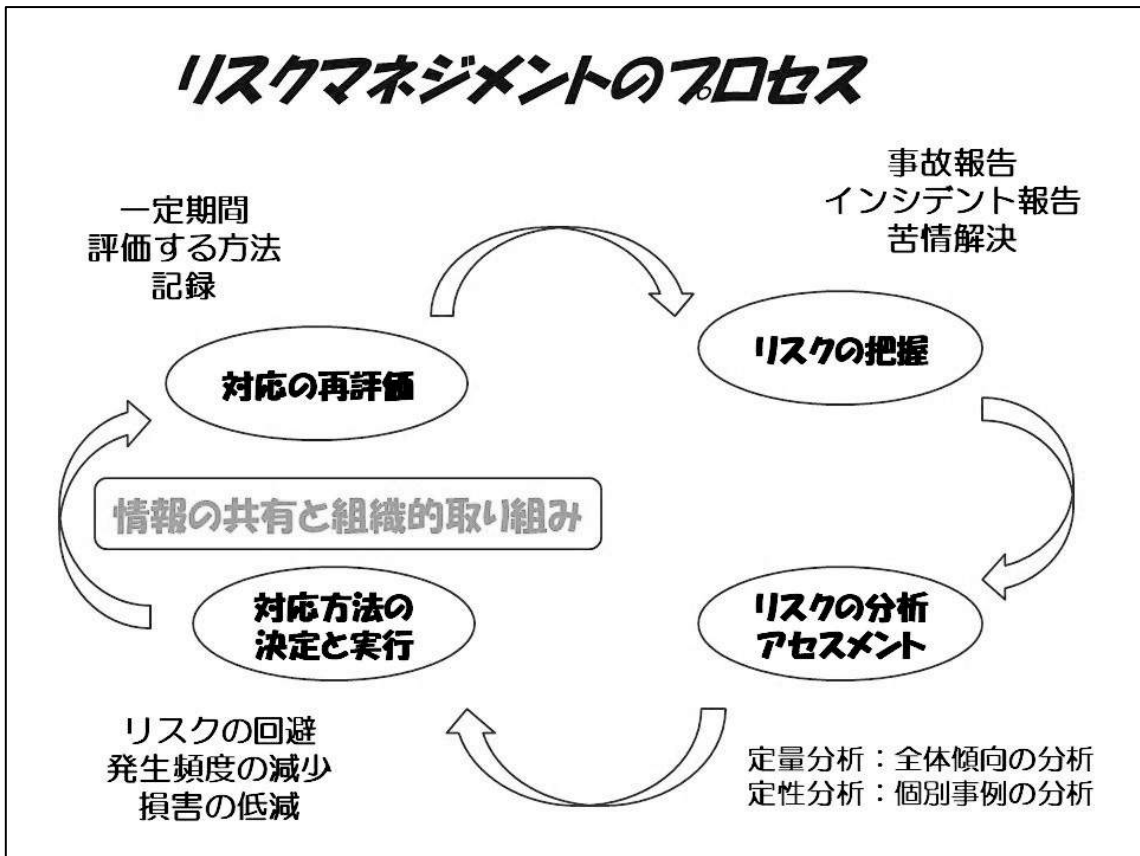 リスクマネジメントのプロセス
事故報告
インシデント報告
苦情解決
一定期間
評価する方法
記録
リスクの把握
対応の再評価
情報の共有と組織的取り組み
対応方法の
決定と実行
リスクの分析
アセスメント
リスクの回避
発生頻度の減少
損害の低減
定量分析：全体傾向の分析
定性分析：個別事例の分析